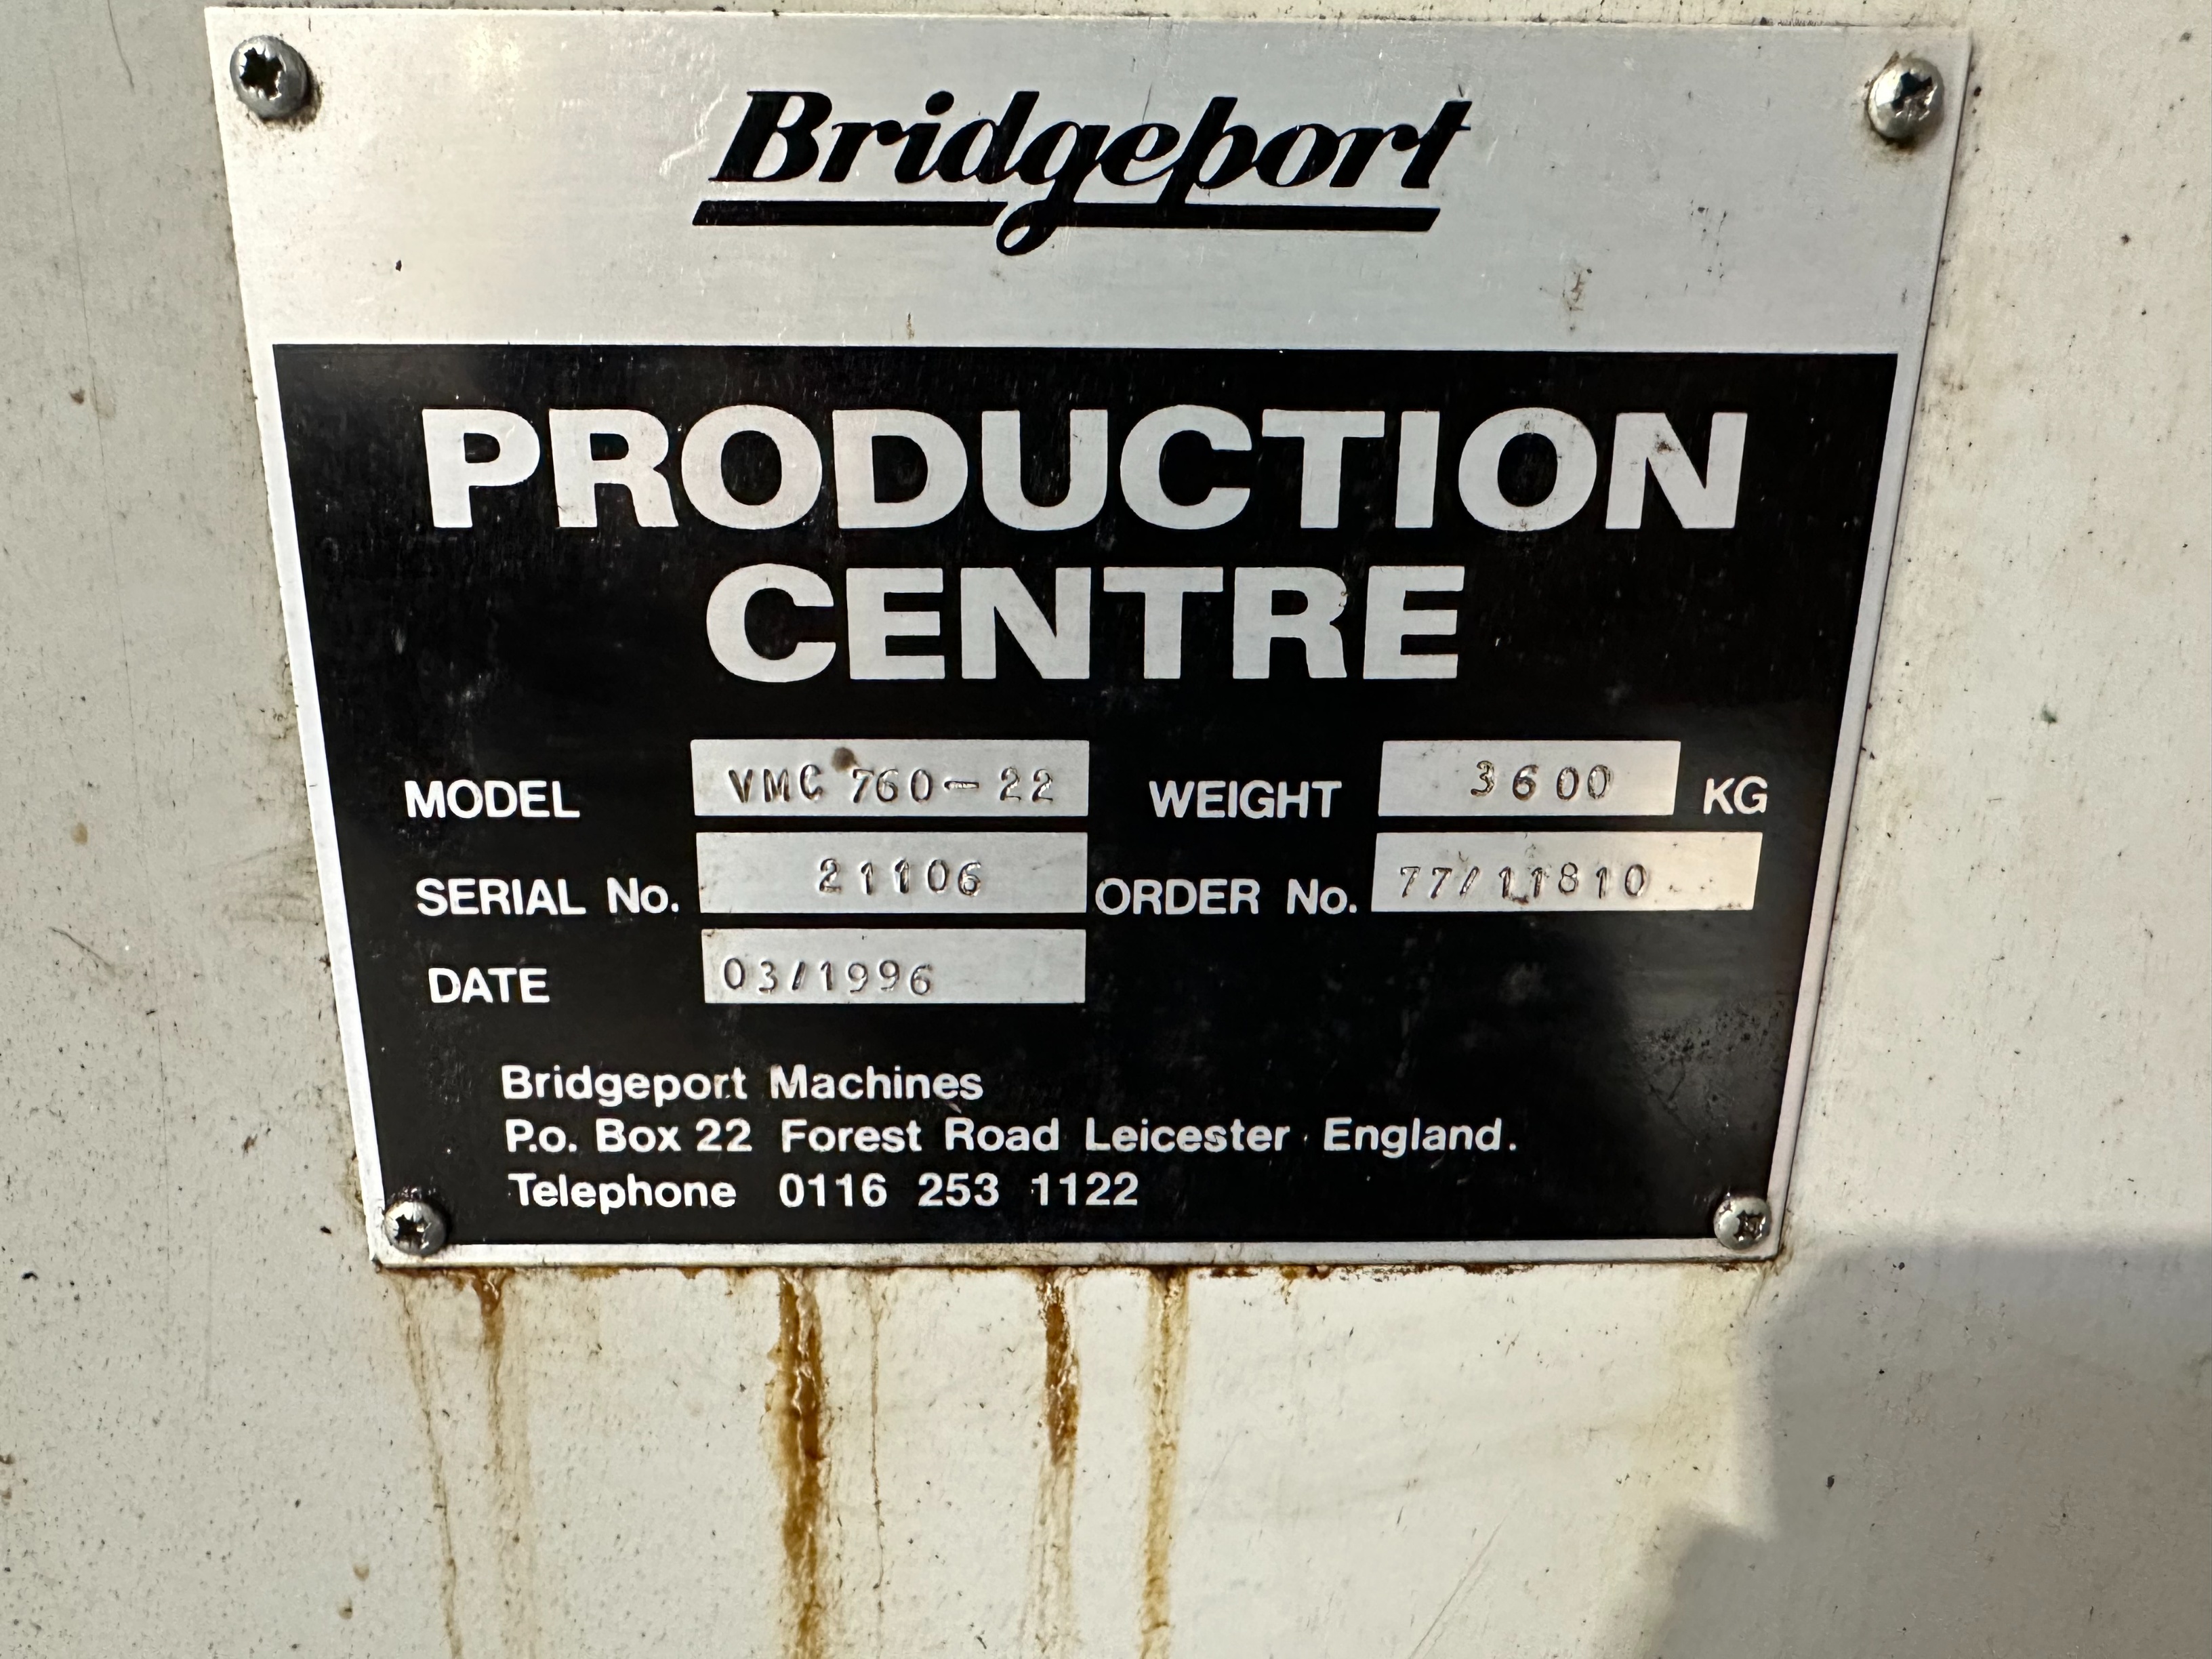 Bridgeport
PRODUCTION
CENTRE
MODEL VMC 760-22 WEIGHT 3600 KG
SERIAL No. 21106 ORDER No. 77/11810
DATE 03/1996
Bridgeport Machines
P.o. Box 22 Forest Road Leicester England.
Telephone 0116 253 1122